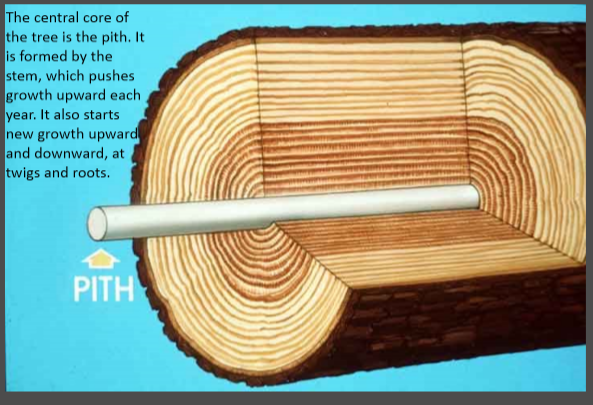 The central core of
the tree is the pith. It
is formed by the
stem, which pushes
growth upward each
year. It also starts
new growth upward
and downward, at
twigs and roots.
PITH